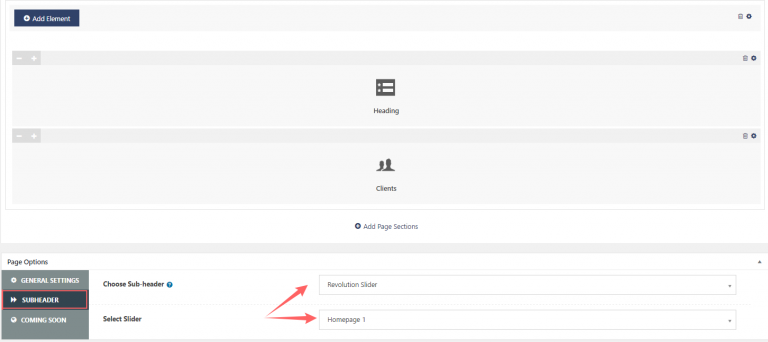 Add Element
Heading
Clients
Add Page Sections
Page Options
GENERAL SETTINGS
Choose Sub-header
Revolution Slider
SUBHEADER
COMING SOON
Select Slider
Homepage 1